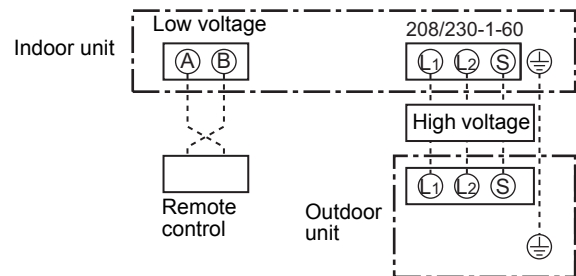 Low voltage
208/230-1-60
Indoor unit
A B
L1 L2 S
High voltage
L1 L2 S
Remote
control
Outdoor
unit